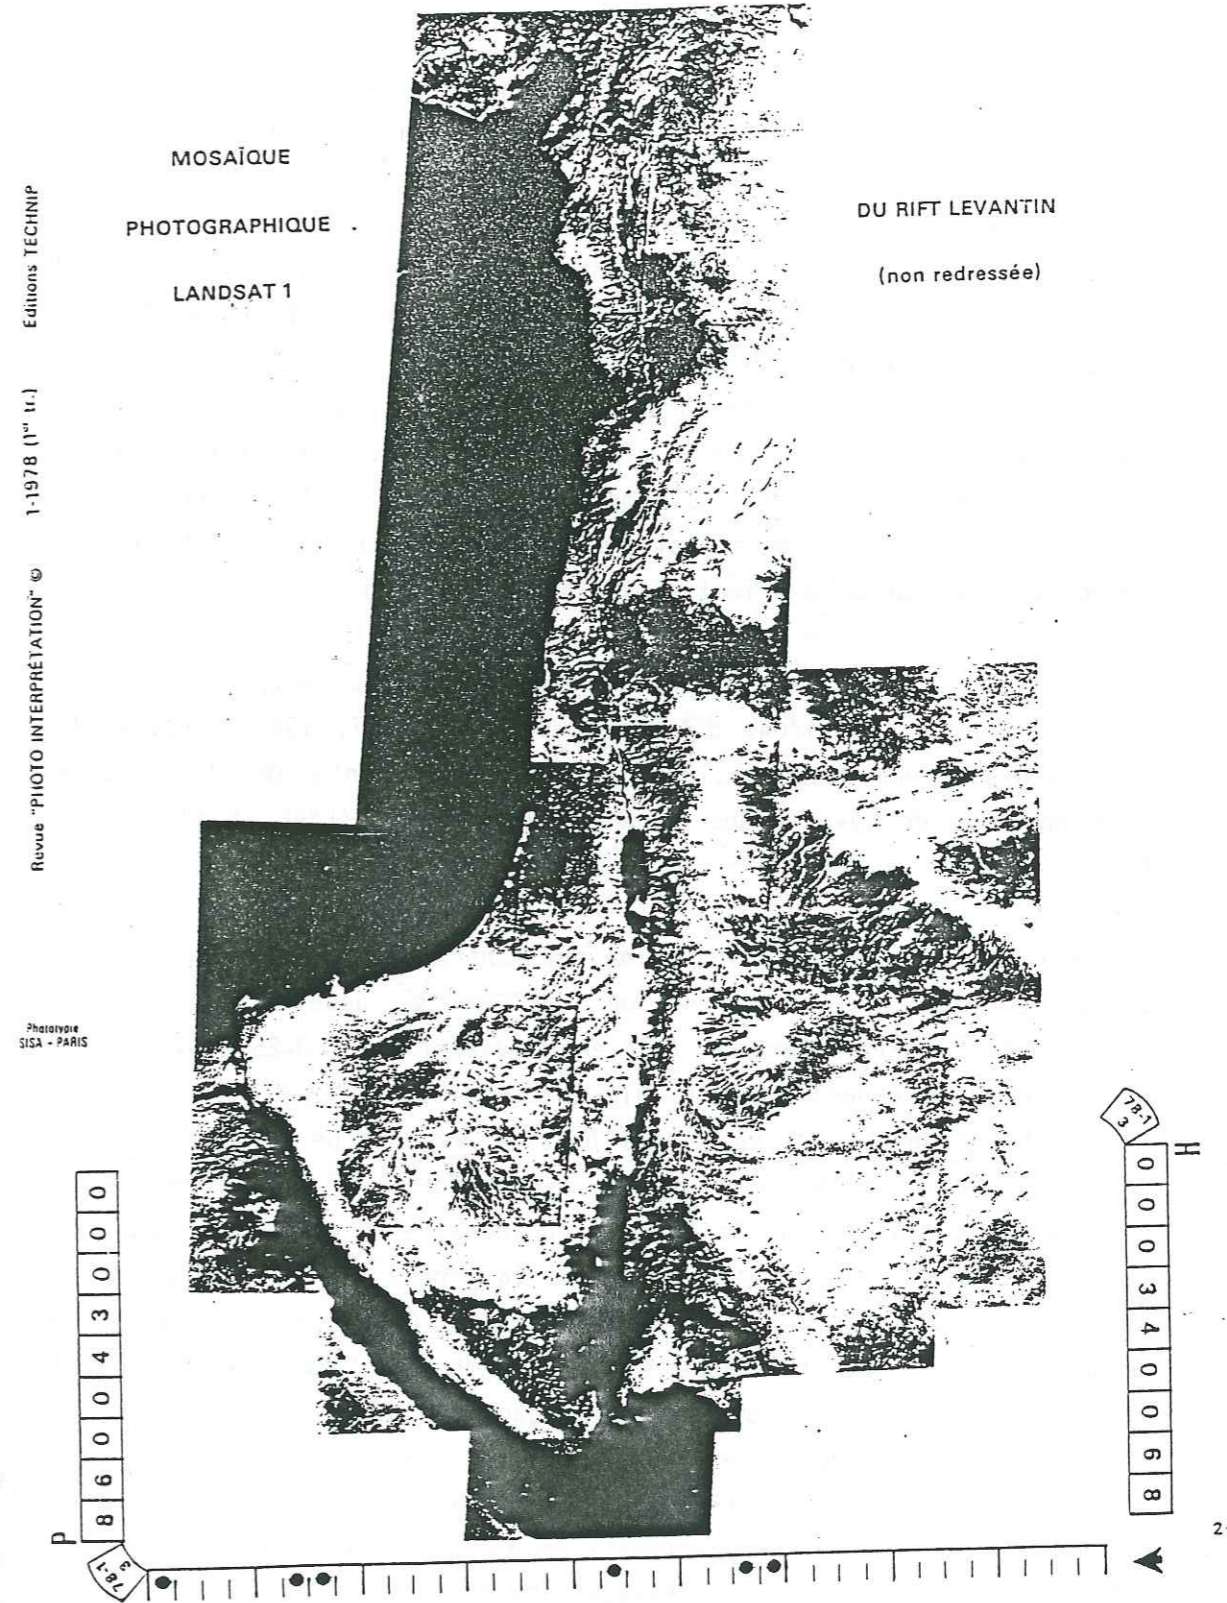 MOSAÏQUE
PHOTOGRAPHIQUE
LANDSAT 1
DU RIFT LEVANTIN
(non redressée)
Revue "PHOTO INTERPRÉTATION" © 1-1978 (1er tr.) Editions TECHNIP
Phototypie
SISA - PARIS
P
8 6 0 0 4 3 0 0 0
78-1
3
H
0 0 0 3 4 0 0 6 8
78-1
3
2